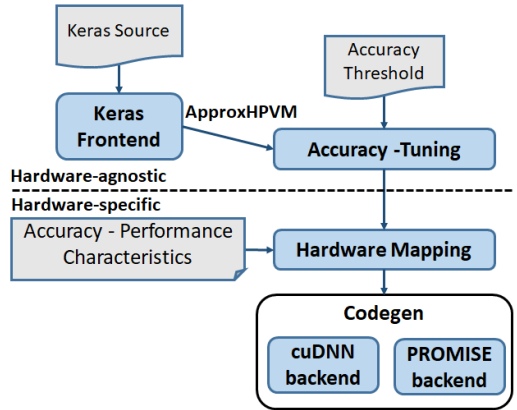 Keras Source
Accuracy
Threshold
Keras
Frontend
ApproxHPVM
Accuracy -Tuning
Hardware-agnostic
Hardware-specific
Accuracy - Performance
Characteristics
Hardware Mapping
Codegen
cuDNN
backend
PROMISE
backend